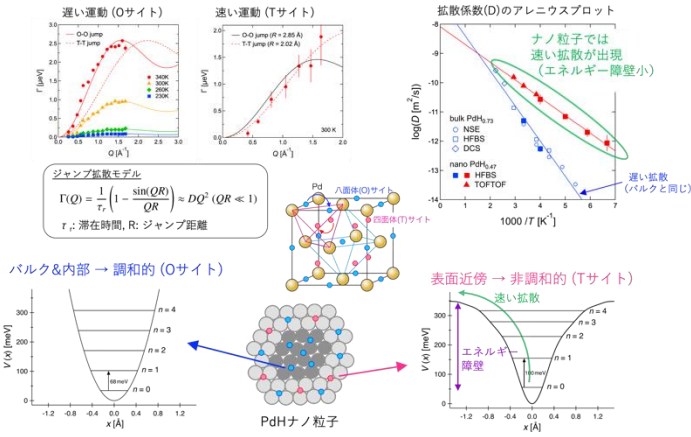 遅い運動(Oサイト)
O-O jump
T-T jump
340K
300K
260K
230K
Γ [μeV]
Q [Å⁻¹]
速い運動(Tサイト)
O-O jump (R = 2.85 Å)
T-T jump (R = 2.02 Å)
300 K
Γ [μeV]
Q [Å⁻¹]
拡散係数(D)のアレニウスプロット
ナノ粒子では
速い拡散が出現
(エネルギー障壁小)
bulk PdH0.73
NSE
HFBS
DCS
nano PdH0.47
HFBS
TOFTOF
log(D [m²/s])
1000 /T [K⁻¹]
遅い拡散
(バルクと同じ)
ジャンプ拡散モデル
Γ(Q) = 1/τr (1 − sin(QR)/QR) ≈ DQ² (QR ≪ 1)
τr: 滞在時間, R: ジャンプ距離
Pd
八面体(O)サイト
四面体(T)サイト
バルク&内部 → 調和的 (Oサイト)
V (x) [meV]
n = 4
n = 3
n = 2
n = 1
n = 0
68 meV
x [Å]
PdHナノ粒子
表面近傍 → 非調和的 (Tサイト)
速い拡散
エネルギー
障壁
V (x) [meV]
n = 4
n = 3
n = 2
n = 1
n = 0
100 meV
x [Å]